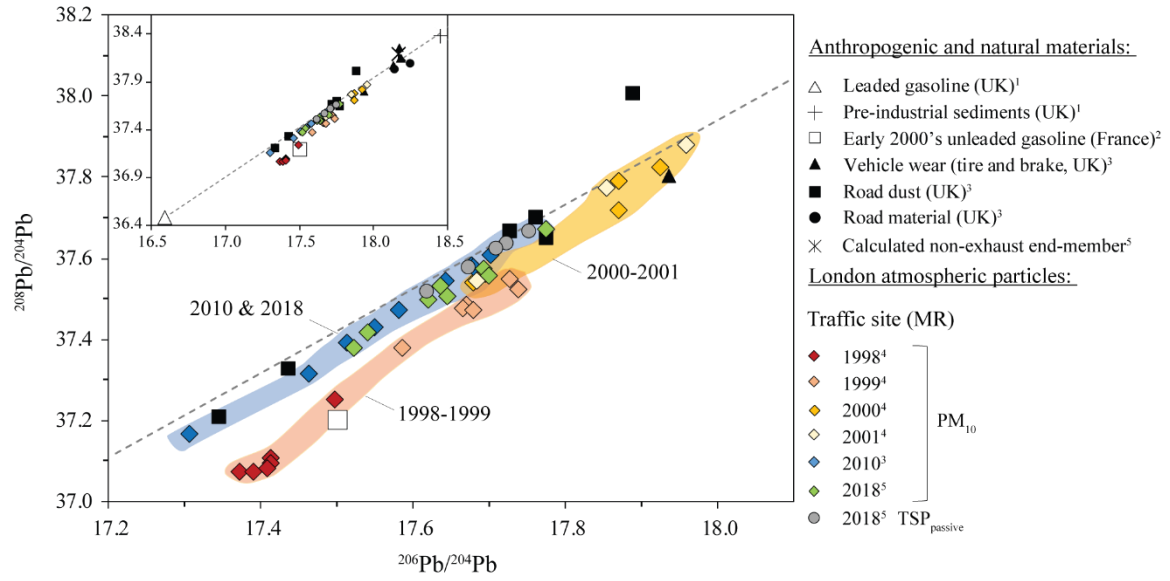 38.2
38.0
37.8
37.6
37.4
37.2
37.0
²⁰⁸Pb/²⁰⁴Pb
17.2
17.4
17.6
17.8
18.0
²⁰⁶Pb/²⁰⁴Pb
38.4
37.9
37.4
36.9
36.4
16.5
17.0
17.5
18.0
18.5
2010 & 2018
2000-2001
1998-1999
Anthropogenic and natural materials:
Leaded gasoline (UK)¹
Pre-industrial sediments (UK)¹
Early 2000's unleaded gasoline (France)²
Vehicle wear (tire and brake, UK)³
Road dust (UK)³
Road material (UK)³
Calculated non-exhaust end-member⁵
London atmospheric particles:
Traffic site (MR)
1998⁴
1999⁴
2000⁴
2001⁴
2010³
2018⁵
PM₁₀
2018⁵ TSPpassive